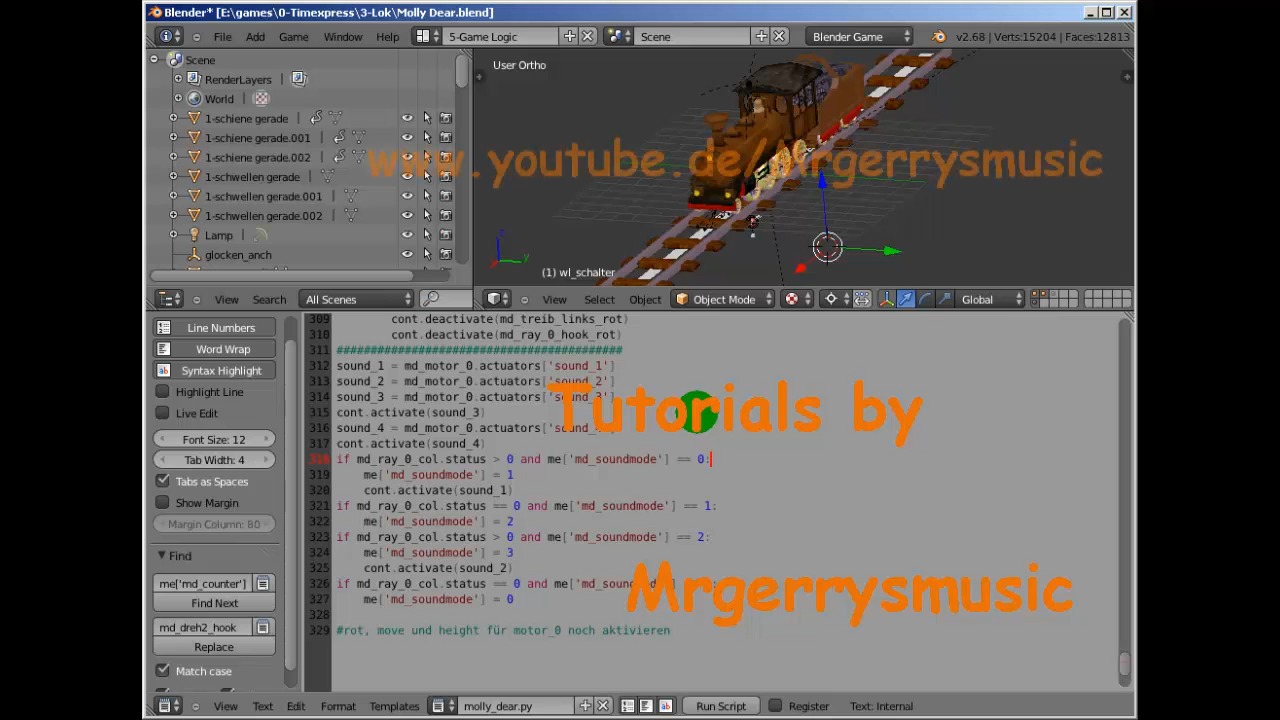 Blender* [E:\games\0-Timexpress\3-Lok\Molly Dear.blend]
File Add Game Window Help 5-Game Logic Scene Blender Game v2.68 | Verts:15204 | Faces:12813
Scene
RenderLayers
World
1-schiene gerade
1-schiene gerade.001
1-schiene gerade.002
1-schwellen gerade
1-schwellen gerade.001
1-schwellen gerade.002
Lamp
glocken_anch
View Search All Scenes
User Ortho
www.youtube.de/Mrgerrysmusic
(1) wl_schalter
View Select Object Object Mode Global
Line Numbers
Word Wrap
Syntax Highlight
Highlight Line
Live Edit
Font Size: 12
Tab Width: 4
Tabs as Spaces
Show Margin
Margin Column: 80
Find
me['md_counter']
Find Next
md_dreh2_hook
Replace
Match case
309 cont.deactivate(md_treib_links_rot)
310 cont.deactivate(md_ray_0_hook_rot)
311 ##########################################
312 sound_1 = md_motor_0.actuators['sound_1']
313 sound_2 = md_motor_0.actuators['sound_2']
314 sound_3 = md_motor_0.actuators['sound_3']
315 cont.activate(sound_3)
316 sound_4 = md_motor_0.actuators['sound_4']
317 cont.activate(sound_4)
318 if md_ray_0_col.status > 0 and me['md_soundmode'] == 0:
319 me['md_soundmode'] = 1
320 cont.activate(sound_1)
321 if md_ray_0_col.status == 0 and me['md_soundmode'] == 1:
322 me['md_soundmode'] = 2
323 if md_ray_0_col.status > 0 and me['md_soundmode'] == 2:
324 me['md_soundmode'] = 3
325 cont.activate(sound_2)
326 if md_ray_0_col.status == 0 and me['md_soundmode']
327 me['md_soundmode'] = 0
328
329 #rot, move und height für motor_0 noch aktivieren
Tutorials by
Mrgerrysmusic
View Text Edit Format Templates molly_dear.py Run Script Register Text: Internal